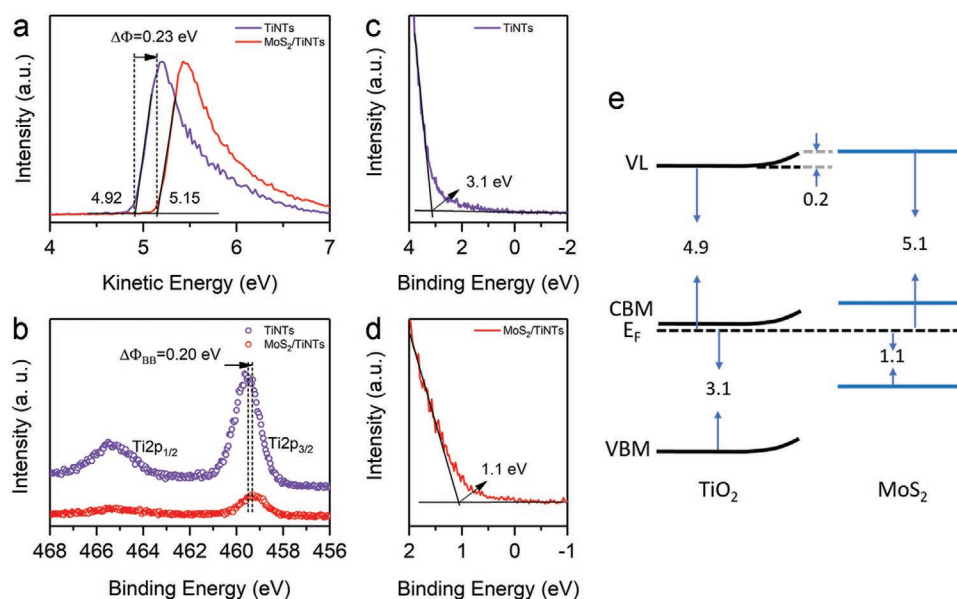 a
ΔΦ=0.23 eV
TiNTs
MoS2/TiNTs
4.92
5.15
Intensity (a.u.)
4 5 6 7
Kinetic Energy (eV)
b
TiNTs
MoS2/TiNTs
ΔΦBB=0.20 eV
Ti2p1/2
Ti2p3/2
Intensity (a. u.)
468 466 464 462 460 458 456
Binding Energy (eV)
c
TiNTs
3.1 eV
Intensity (a.u.)
4 2 0 -2
Binding Energy (eV)
d
MoS2/TiNTs
1.1 eV
Intensity (a. u.)
2 1 0 -1
Binding Energy (eV)
e
VL
0.2
4.9
5.1
CBM
EF
1.1
3.1
VBM
TiO2
MoS2